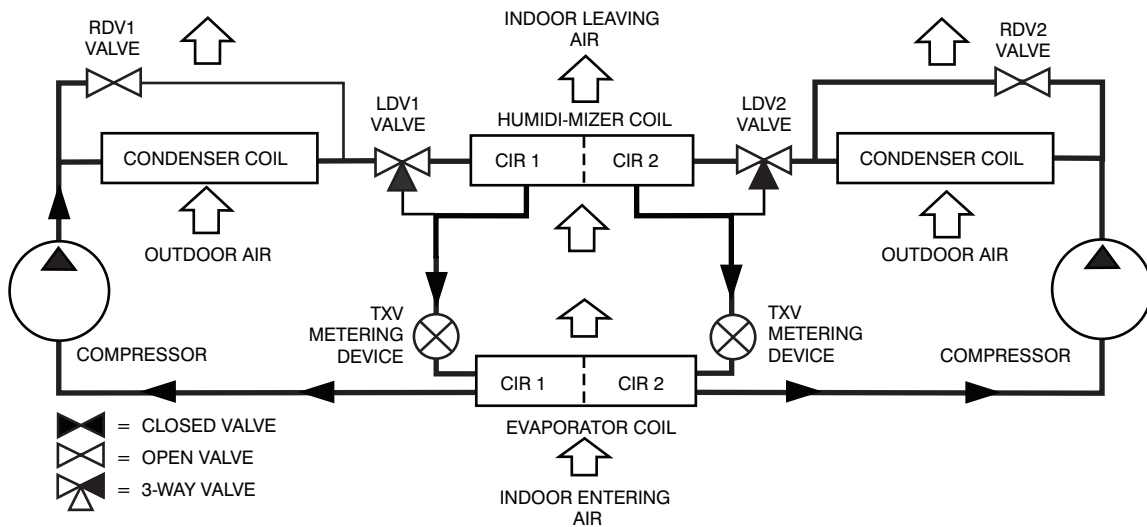 INDOOR LEAVING
AIR
RDV1
VALVE
RDV2
VALVE
LDV1
VALVE
HUMIDI-MIZER COIL
LDV2
VALVE
CONDENSER COIL
CIR 1
CIR 2
CONDENSER COIL
OUTDOOR AIR
OUTDOOR AIR
TXV
METERING
DEVICE
TXV
METERING
DEVICE
COMPRESSOR
COMPRESSOR
CIR 1
CIR 2
EVAPORATOR COIL
= CLOSED VALVE
= OPEN VALVE
= 3-WAY VALVE
INDOOR ENTERING
AIR